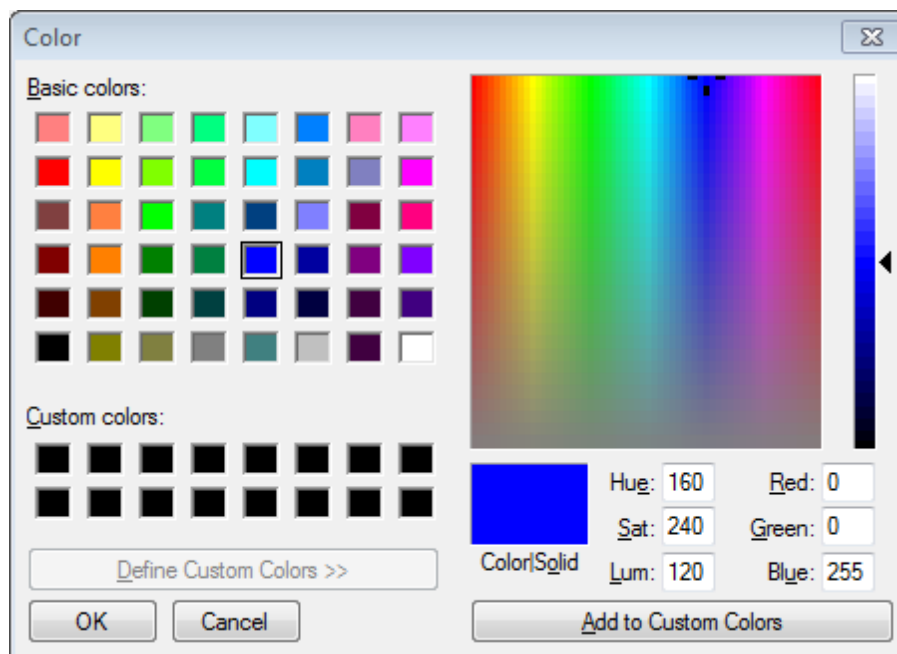 Color
Basic colors:
Custom colors:
Define Custom Colors >>
OK
Cancel
Color|Solid
Hue: 160
Sat: 240
Lum: 120
Red: 0
Green: 0
Blue: 255
Add to Custom Colors